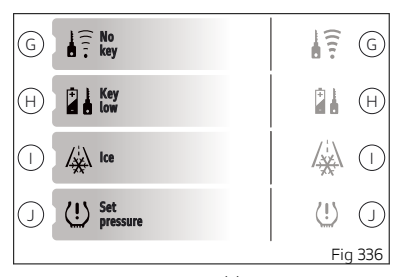 G No key G
H Key low H
I Ice I
J Set pressure J
Fig 336